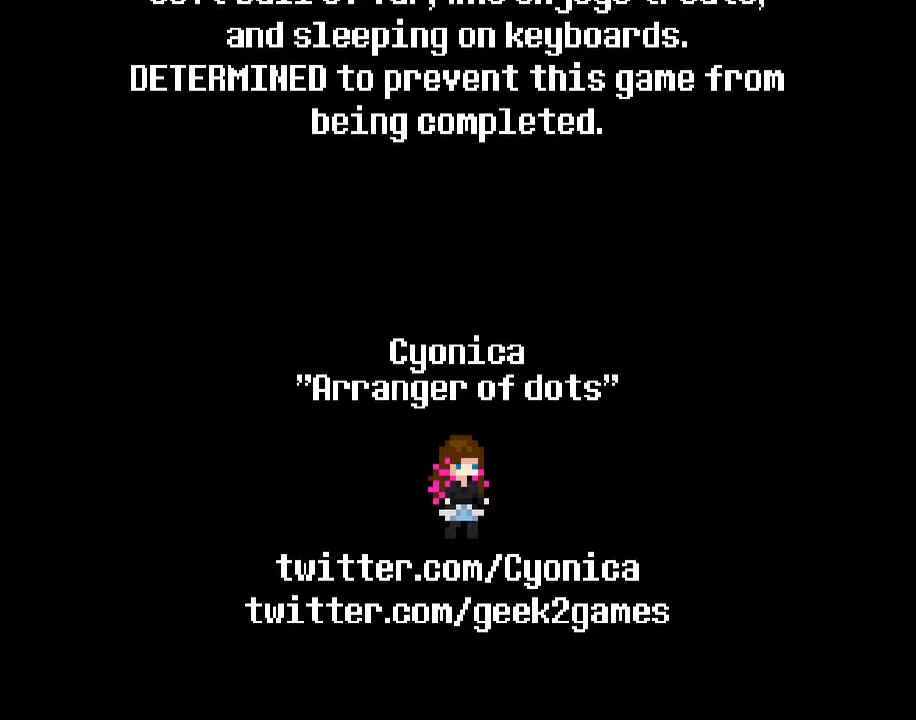 and sleeping on keyboards.
DETERMINED to prevent this game from
being completed.
Cyonica
"Arranger of dots"
twitter.com/Cyonica
twitter.com/geek2games